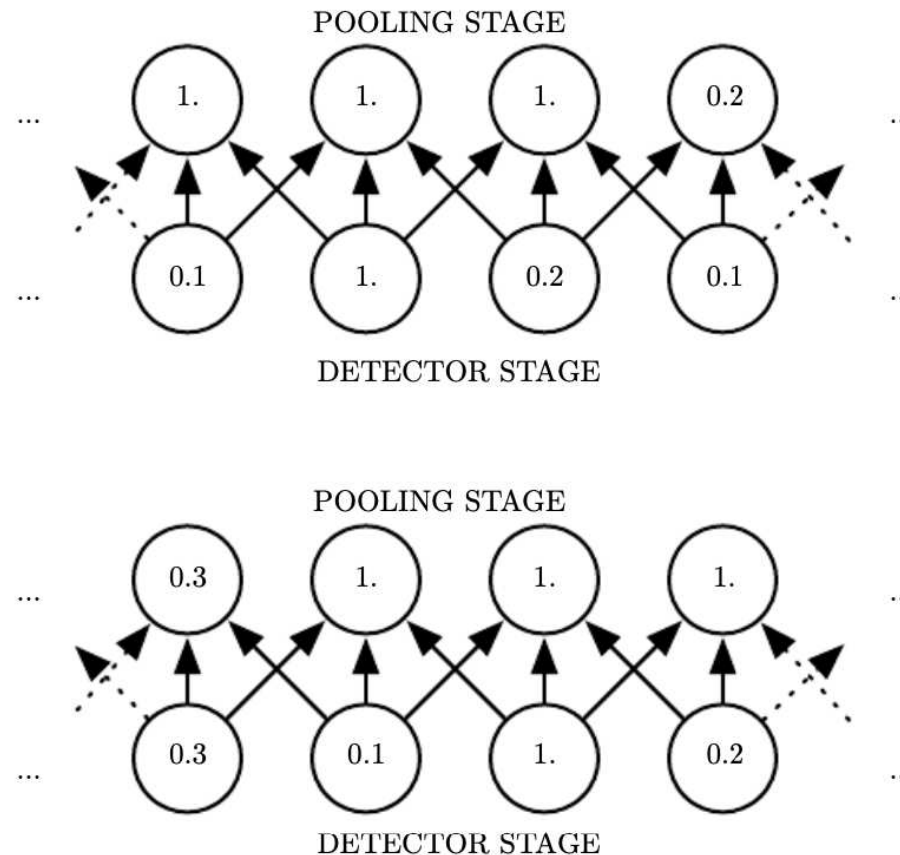 POOLING STAGE
... 1. 1. 1. 0.2 ..
... 0.1 1. 0.2 0.1 ..
DETECTOR STAGE
POOLING STAGE
... 0.3 1. 1. 1. ..
... 0.3 0.1 1. 0.2 ..
DETECTOR STAGE